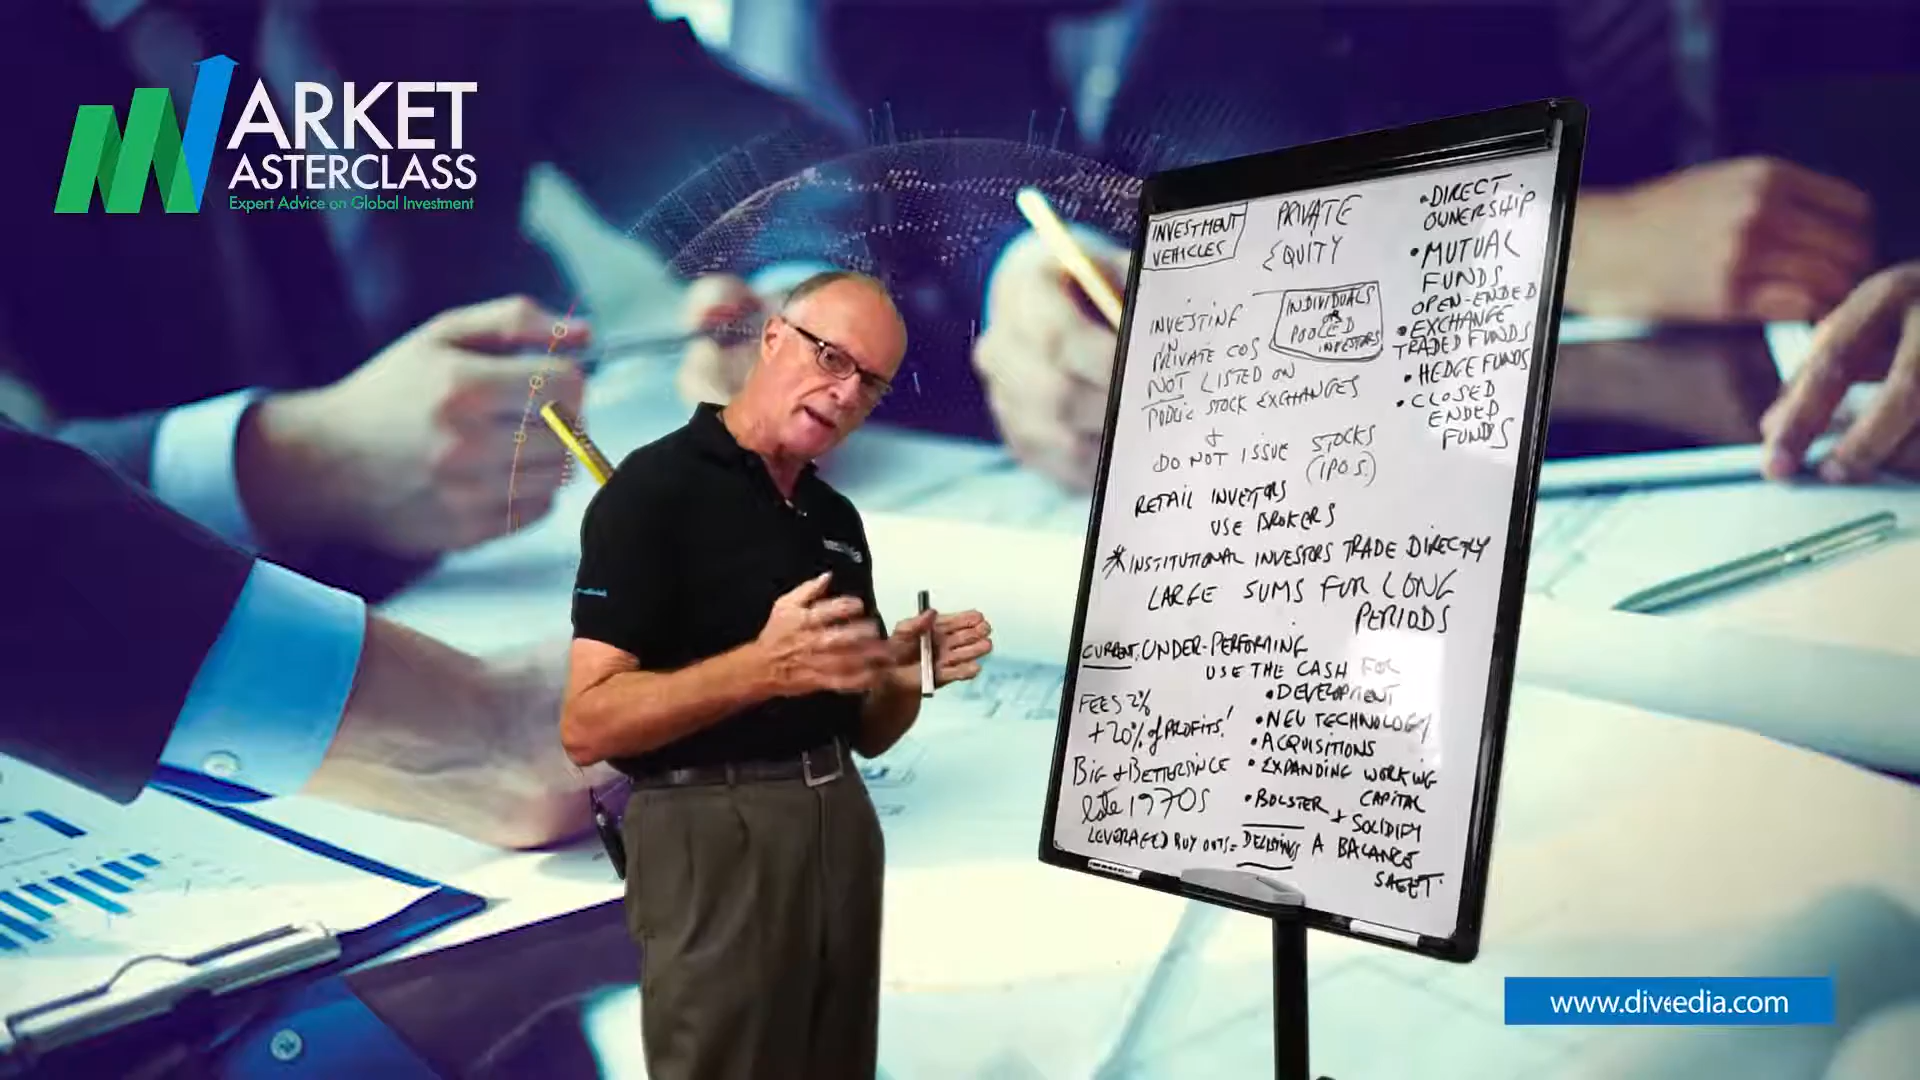 MARKET
MASTERCLASS
Expert Advice on Global Investment
INVESTMENT
VEHICLES
PRIVATE
EQUITY
INVESTING
IN
PRIVATE COS
NOT LISTED ON
PUBLIC STOCK EXCHANGES
+
DO NOT ISSUE STOCKS
(IPO S.)
INDIVIDUALS
OR
POOLED
INVESTORS
RETAIL INVESTORS
USE BROKERS
* INSTITUTIONAL INVESTORS TRADE DIRECTLY
LARGE SUMS FOR LONG
PERIODS
• DIRECT
OWNERSHIP
• MUTUAL
FUNDS
OPEN-ENDED
• EXCHANGE
TRADED FUNDS
• HEDGE FUNDS
• CLOSED
ENDED
FUNDS
CURRENT: UNDER-PERFORMING
USE THE CASH FOR
• DEVELOPMENT
• NEW TECHNOLOGY
• ACQUISITIONS
• EXPANDING WORKING
CAPITAL
• BOLSTER + SOLIDIFY
A BALANCE
SHEET.
FEES 2%
+20% of PROFITS!
BIG + BETTER SINCE
late 1970s
LEVERAGED BUY OUTS = DELISTINGS
www.diveedia.com